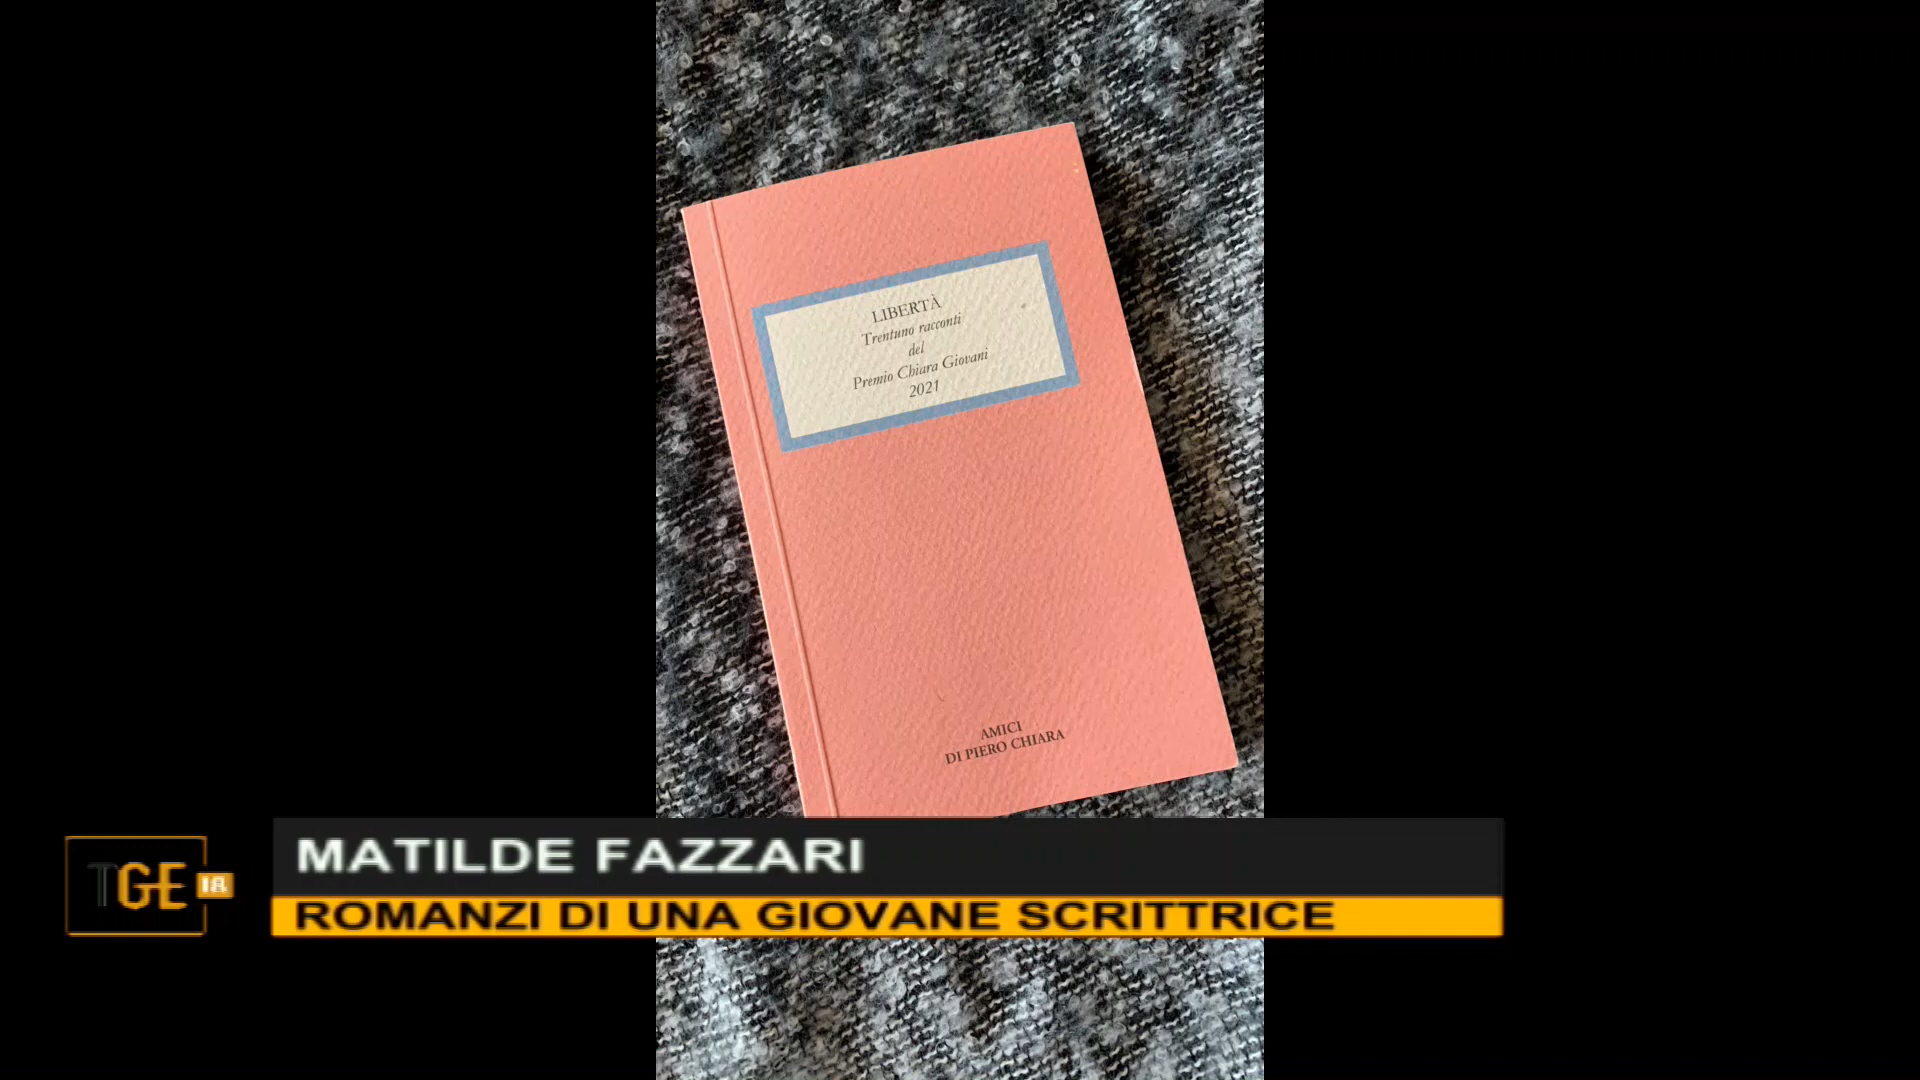 LIBERTÀ
Trentuno racconti
del
Premio Chiara Giovani
2021
AMICI
DI PIERO CHIARA
MATILDE FAZZARI
ROMANZI DI UNA GIOVANE SCRITTRICE
TGE